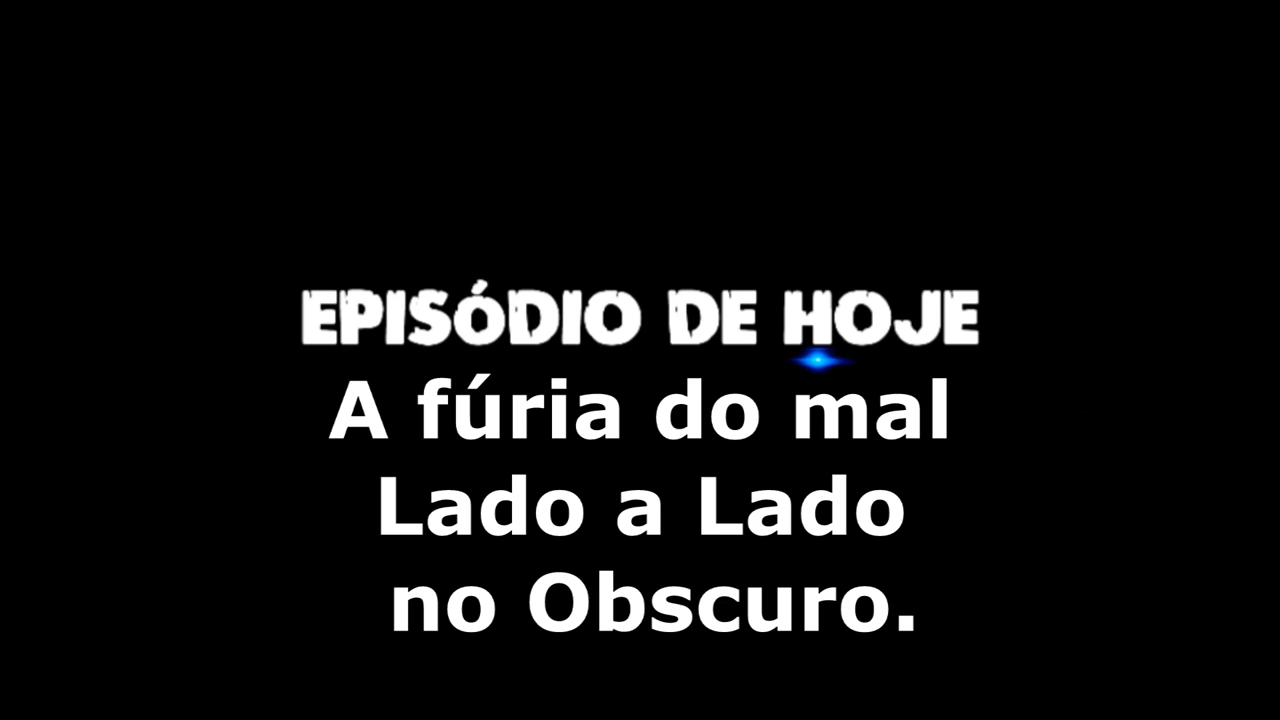 EPISÓDIO DE HOJE
A fúria do mal
Lado a Lado
no Obscuro.